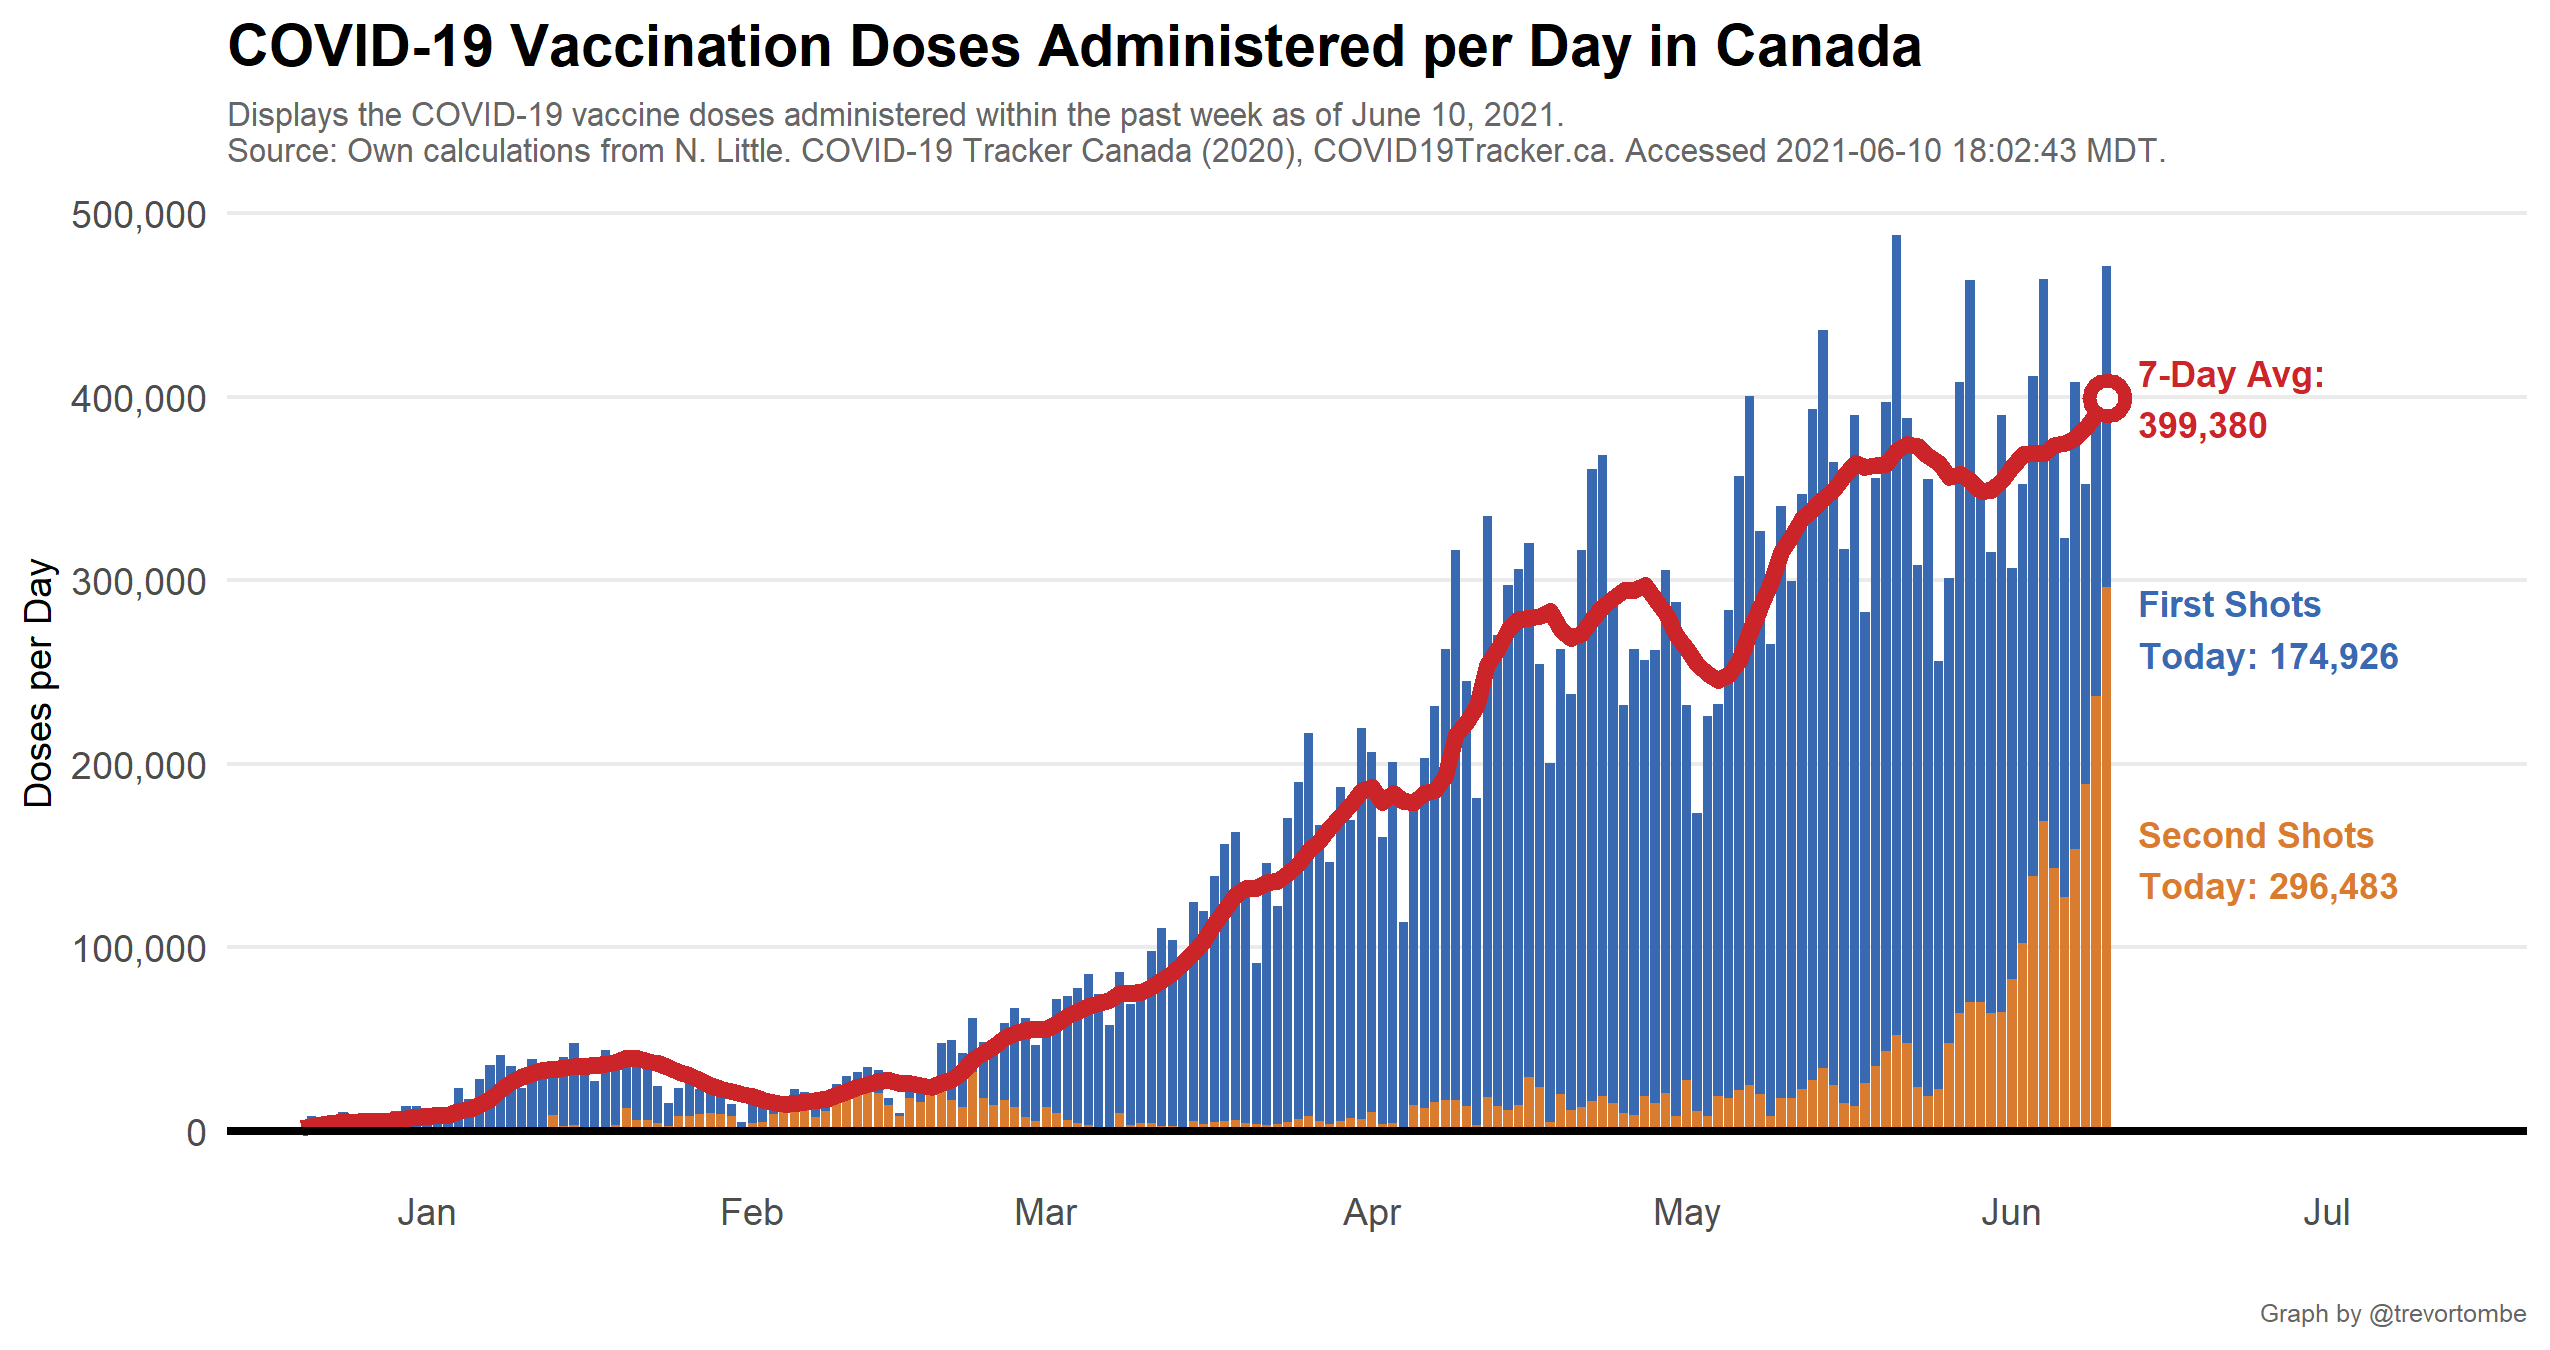 COVID-19 Vaccination Doses Administered per Day in Canada
Displays the COVID-19 vaccine doses administered within the past week as of June 10, 2021.
Source: Own calculations from N. Little. COVID-19 Tracker Canada (2020), COVID19Tracker.ca. Accessed 2021-06-10 18:02:43 MDT.
Doses per Day
500,000
400,000
300,000
200,000
100,000
0
7-Day Avg:
399,380
First Shots
Today: 174,926
Second Shots
Today: 296,483
Jan Feb Mar Apr May Jun Jul
Graph by @trevortombe